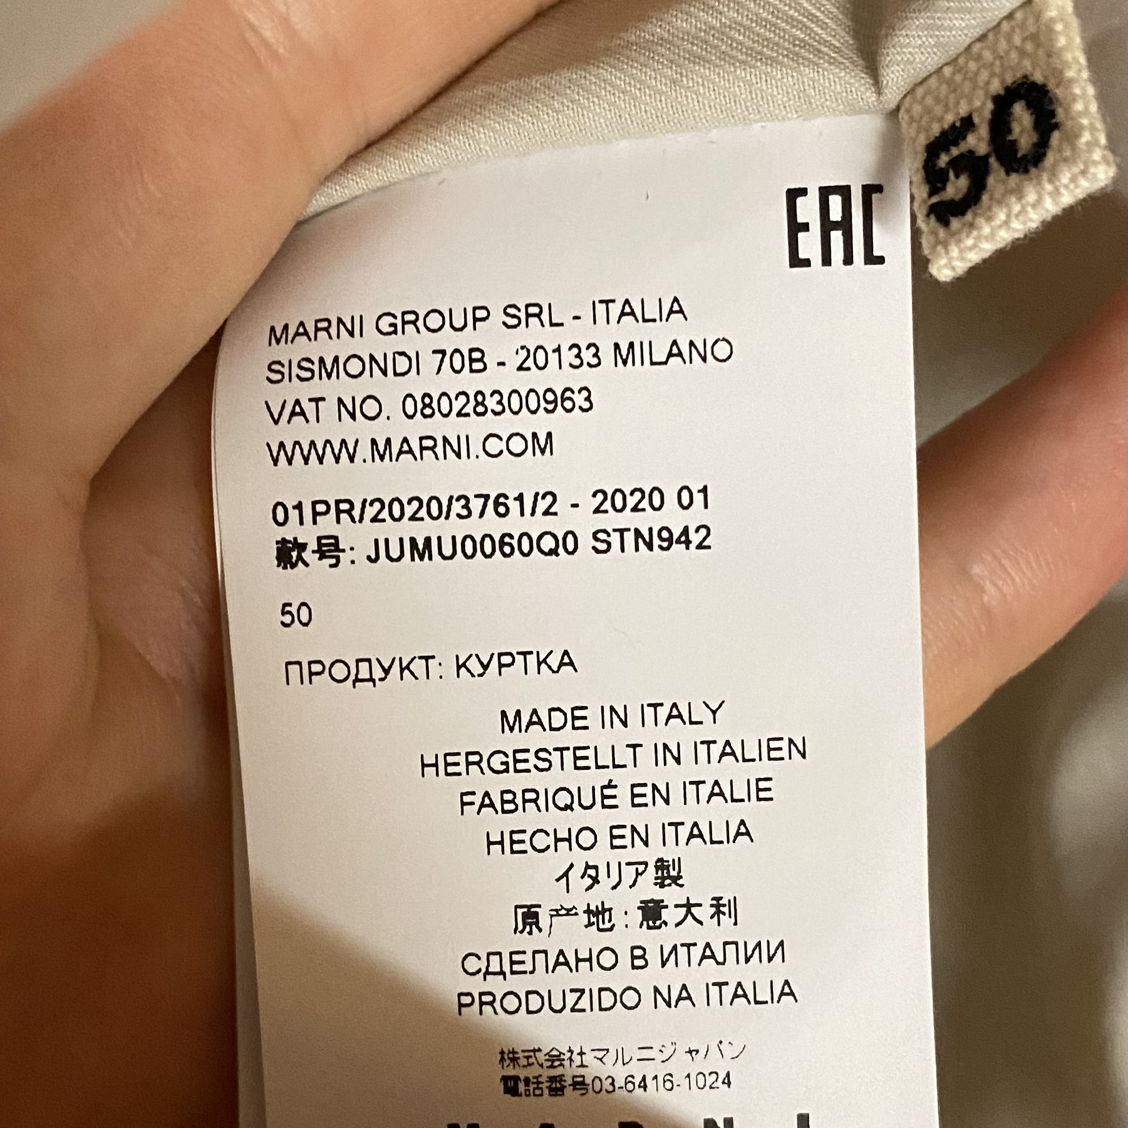 50
EAC
MARNI GROUP SRL - ITALIA
SISMONDI 70B - 20133 MILANO
VAT NO. 08028300963
WWW.MARNI.COM
01PR/2020/3761/2 - 2020 01
款号: JUMU0060Q0 STN942
50
ПРОДУКТ: КУРТКА
MADE IN ITALY
HERGESTELLT IN ITALIEN
FABRIQUÉ EN ITALIE
HECHO EN ITALIA
イタリア製
原产地:意大利
СДЕЛАНО В ИТАЛИИ
PRODUZIDO NA ITALIA
株式会社マルニジャパン
電話番号03-6416-1024